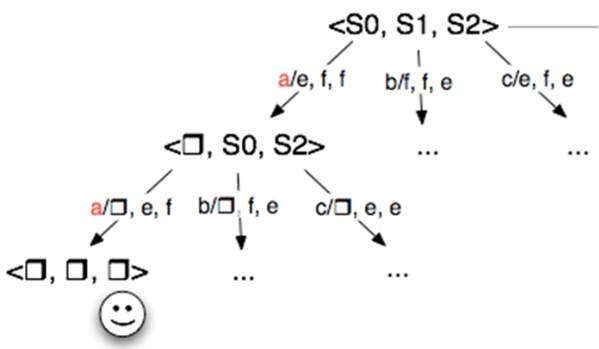 <S0, S1, S2>
a/e, f, f b/f, f, e c/e, f, e
<❒, S0, S2> ... ...
a/❒, e, f b/❒, f, e c/❒, e, e
<❒, ❒, ❒> ... ...